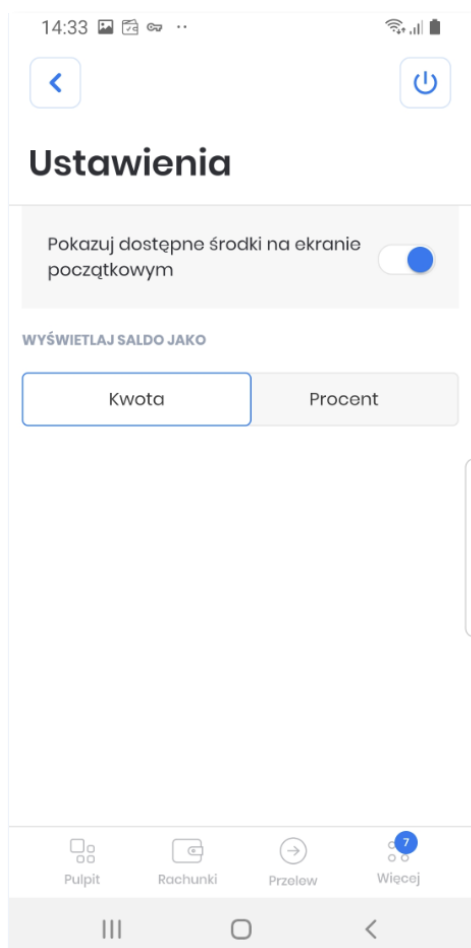 14:33
Ustawienia
Pokazuj dostępne środki na ekranie
początkowym
WYŚWIETLAJ SALDO JAKO
Kwota Procent
7
Pulpit Rachunki Przelew Więcej